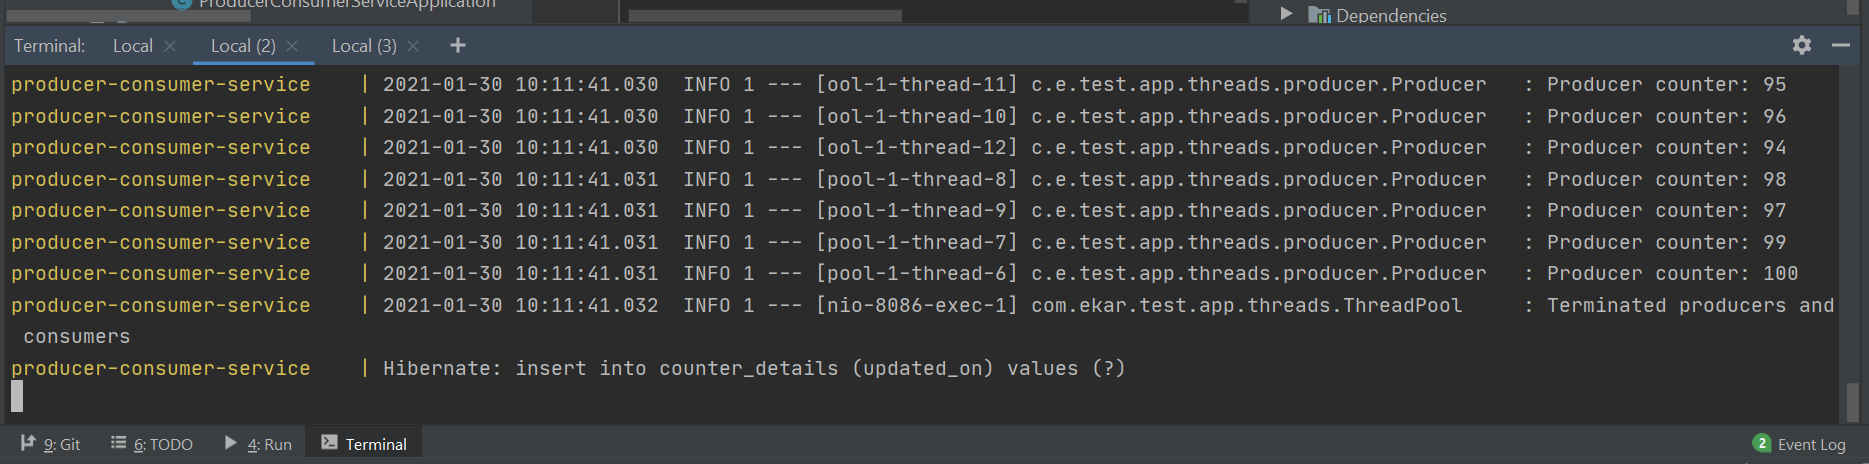 ProducerConsumerServiceApplication
Dependencies
Terminal: Local Local (2) Local (3)
producer-consumer-service | 2021-01-30 10:11:41.030 INFO 1 --- [ool-1-thread-11] c.e.test.app.threads.producer.Producer : Producer counter: 95
producer-consumer-service | 2021-01-30 10:11:41.030 INFO 1 --- [ool-1-thread-10] c.e.test.app.threads.producer.Producer : Producer counter: 96
producer-consumer-service | 2021-01-30 10:11:41.030 INFO 1 --- [ool-1-thread-12] c.e.test.app.threads.producer.Producer : Producer counter: 94
producer-consumer-service | 2021-01-30 10:11:41.031 INFO 1 --- [pool-1-thread-8] c.e.test.app.threads.producer.Producer : Producer counter: 98
producer-consumer-service | 2021-01-30 10:11:41.031 INFO 1 --- [pool-1-thread-9] c.e.test.app.threads.producer.Producer : Producer counter: 97
producer-consumer-service | 2021-01-30 10:11:41.031 INFO 1 --- [pool-1-thread-7] c.e.test.app.threads.producer.Producer : Producer counter: 99
producer-consumer-service | 2021-01-30 10:11:41.031 INFO 1 --- [pool-1-thread-6] c.e.test.app.threads.producer.Producer : Producer counter: 100
producer-consumer-service | 2021-01-30 10:11:41.032 INFO 1 --- [nio-8086-exec-1] com.ekar.test.app.threads.ThreadPool : Terminated producers and
consumers
producer-consumer-service | Hibernate: insert into counter_details (updated_on) values (?)
9: Git 6: TODO 4: Run Terminal 2 Event Log